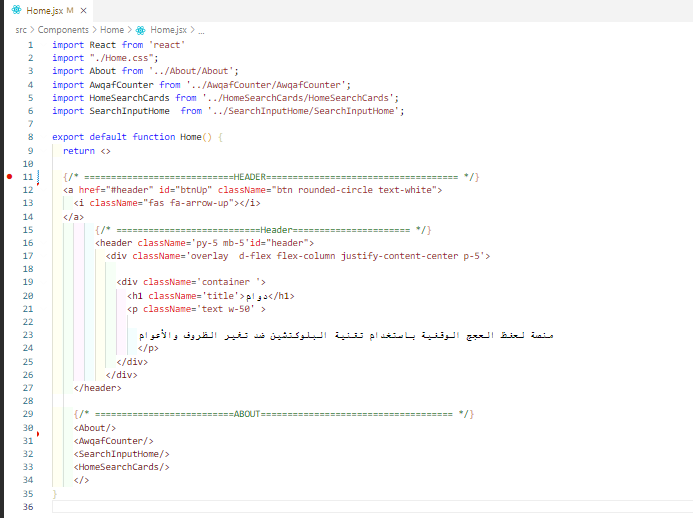 Home.jsx M ×
src > Components > Home > Home.jsx > ...
1 import React from 'react'
2 import "./Home.css";
3 import About from '../About/About';
4 import AwqafCounter from '../AwqafCounter/AwqafCounter';
5 import HomeSearchCards from '../HomeSearchCards/HomeSearchCards';
6 import SearchInputHome  from '../SearchInputHome/SearchInputHome';
7
8 export default function Home() {
9   return <>
10
11   {/* ============================HEADER==================================== */}
12   <a href="#header" id="btnUp" className="btn rounded-circle text-white">
13     <i className="fas fa-arrow-up"></i>
14   </a>
15         {/* ===========================Header====================== */}
16         <header className='py-5 mb-5'id="header">
17           <div className='overlay  d-flex flex-column justify-content-center p-5'>
18
19             <div className='container '>
20               <h1 className='title'>دوام</h1>
21               <p className='text w-50' >
22
23                 منصة لحفظ الحجج الوقفية باستخدام تقنية البلوكتشين ضد تغير الظروف والأعوام
24                 </p>
25             </div>
26           </div>
27     </header>
28
29     {/* ==========================ABOUT==================================== */}
30     <About/>
31     <AwqafCounter/>
32     <SearchInputHome/>
33     <HomeSearchCards/>
34     </>
35 }
36